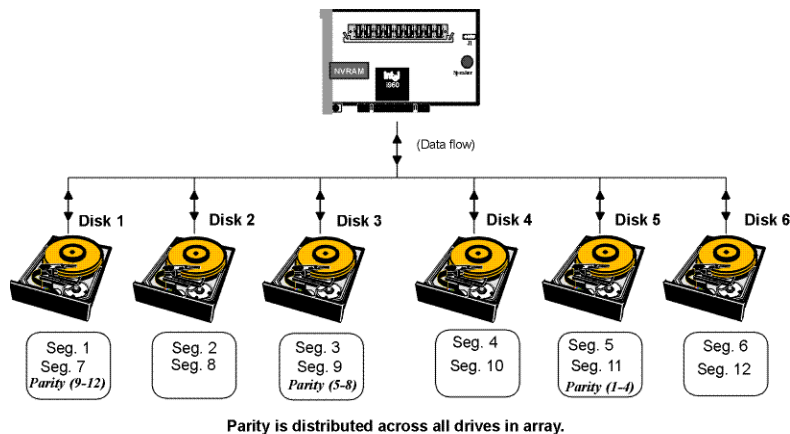 J1
Speaker
NVRAM
intel
i960
(Data flow)
Disk 1
Disk 2
Disk 3
Disk 4
Disk 5
Disk 6
Seg. 1
Seg. 7
Parity (9-12)
Seg. 2
Seg. 8
Seg. 3
Seg. 9
Parity (5-8)
Seg. 4
Seg. 10
Seg. 5
Seg. 11
Parity (1-4)
Seg. 6
Seg. 12
Parity is distributed across all drives in array.